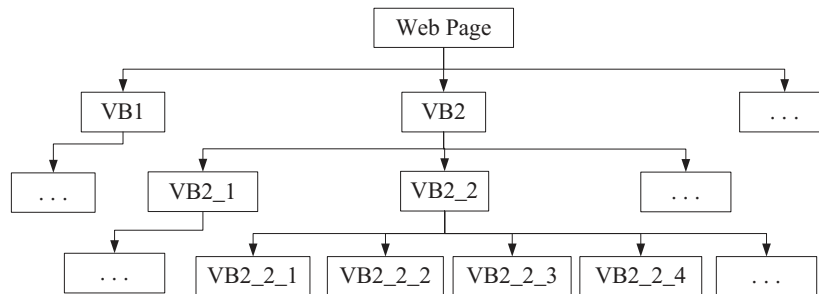 Web Page
VB1
VB2
. . .
. . .
VB2_1
VB2_2
. . .
. . .
VB2_2_1
VB2_2_2
VB2_2_3
VB2_2_4
. . .